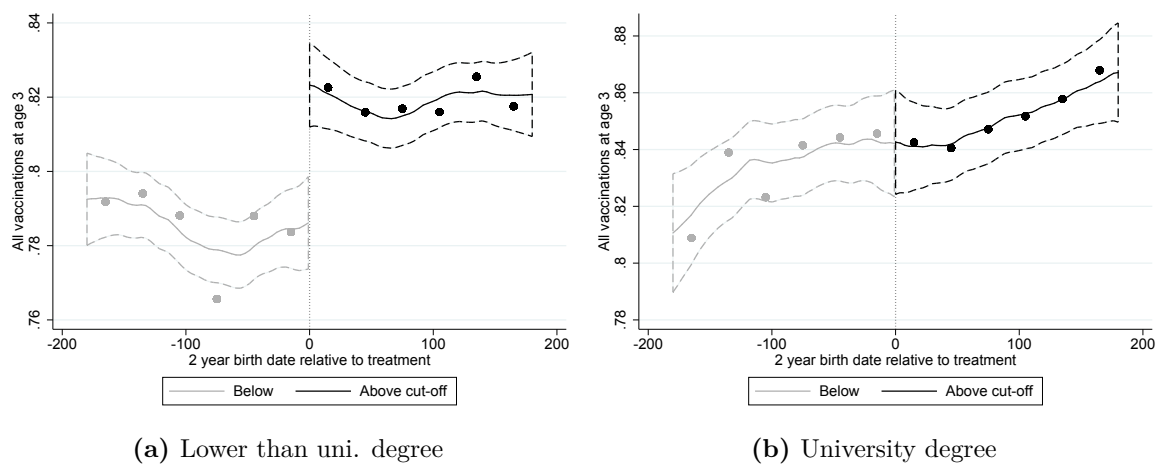 All vaccinations at age 3
.84
.82
.8
.78
.76
-200 -100 0 100 200
2 year birth date relative to treatment
Below Above cut-off
(a) Lower than uni. degree
All vaccinations at age 3
.88
.86
.84
.82
.8
.78
-200 -100 0 100 200
2 year birth date relative to treatment
Below Above cut-off
(b) University degree